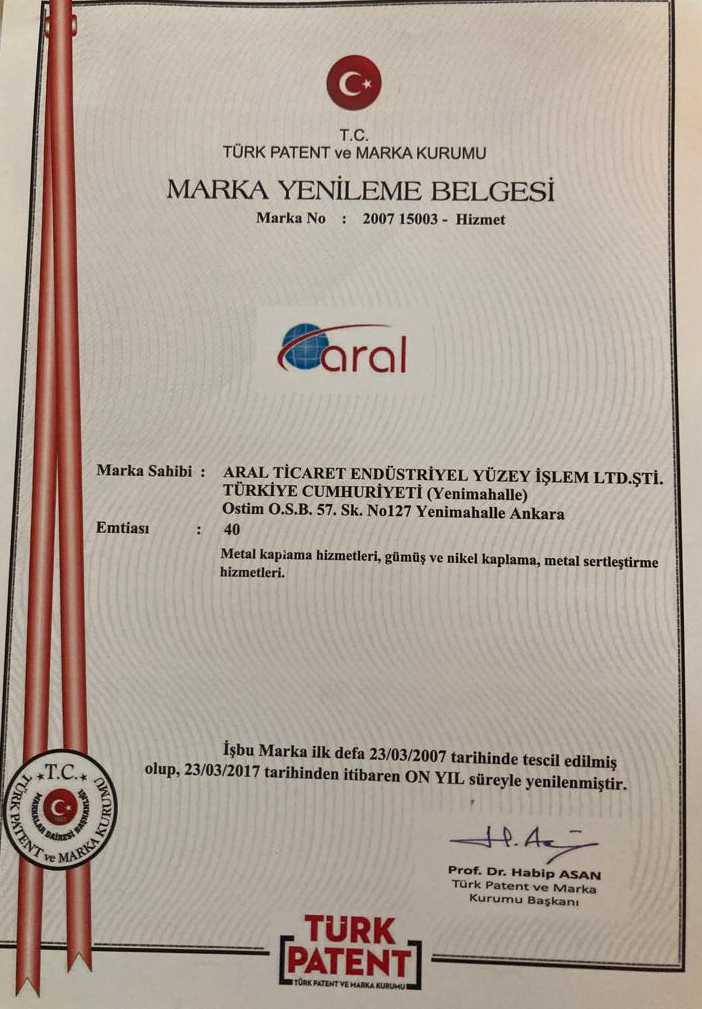 T.C.
TÜRK PATENT ve MARKA KURUMU
MARKA YENİLEME BELGESİ
Marka No : 2007 15003 - Hizmet
aral
Marka Sahibi : ARAL TİCARET ENDÜSTRİYEL YÜZEY İŞLEM LTD.ŞTİ.
TÜRKİYE CUMHURİYETİ (Yenimahalle)
Ostim O.S.B. 57. Sk. No127 Yenimahalle Ankara
Emtiası : 40
Metal kaplama hizmetleri, gümüş ve nikel kaplama, metal sertleştirme
hizmetleri.
İşbu Marka ilk defa 23/03/2007 tarihinde tescil edilmiş
olup, 23/03/2017 tarihinden itibaren ON YIL süreyle yenilenmiştir.
T.C.
TÜRK PATENT ve MARKA KURUMU
MARKALAR DAİRESİ BAŞKANLIĞI
H. A
Prof. Dr. Habip ASAN
Türk Patent ve Marka
Kurumu Başkanı
TÜRK
PATENT
TÜRK PATENT VE MARKA KURUMU